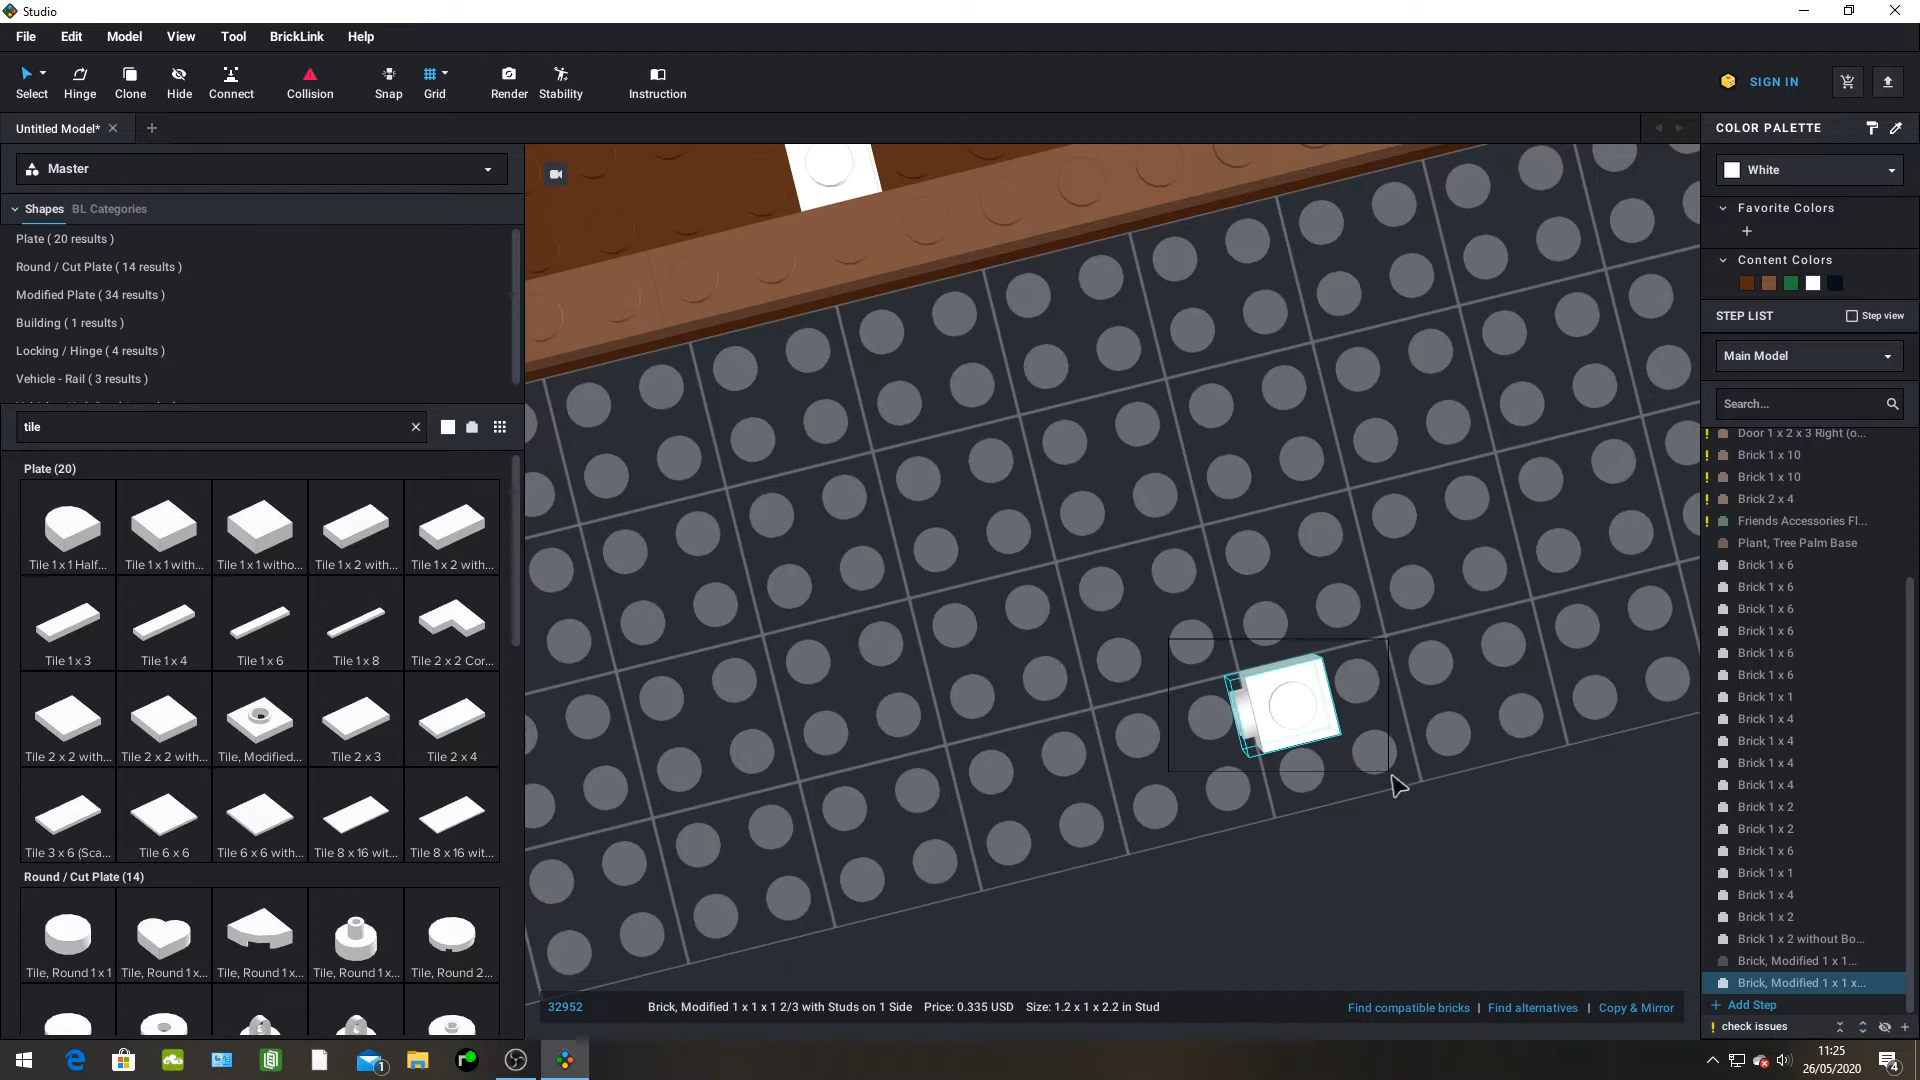 Studio
File Edit Model View Tool BrickLink Help
Select Hinge Clone Hide Connect Collision Snap Grid Render Stability Instruction
SIGN IN
Untitled Model*
Master
Shapes BL Categories
Plate ( 20 results )
Round / Cut Plate ( 14 results )
Modified Plate ( 34 results )
Building ( 1 results )
Locking / Hinge ( 4 results )
Vehicle - Rail ( 3 results )
tile
Plate (20)
Tile 1 x 1 Half... Tile 1 x 1 with... Tile 1 x 1 witho... Tile 1 x 2 with... Tile 1 x 2 with...
Tile 1 x 3 Tile 1 x 4 Tile 1 x 6 Tile 1 x 8 Tile 2 x 2 Cor...
Tile 2 x 2 with... Tile 2 x 2 with... Tile, Modified... Tile 2 x 3 Tile 2 x 4
Tile 3 x 6 (Sca... Tile 6 x 6 Tile 6 x 6 with... Tile 8 x 16 wit... Tile 8 x 16 wit...
Round / Cut Plate (14)
Tile, Round 1 x 1 Tile, Round 1 x... Tile, Round 1 x... Tile, Round 1x... Tile, Round 2...
32952 Brick, Modified 1 x 1 x 1 2/3 with Studs on 1 Side Price: 0.335 USD Size: 1.2 x 1 x 2.2 in Stud
Find compatible bricks | Find alternatives | Copy & Mirror
COLOR PALETTE
White
Favorite Colors
+
Content Colors
STEP LIST Step view
Main Model
Search...
! Door 1 x 2 x 3 Right (o...
! Brick 1 x 10
! Brick 1 x 10
! Brick 2 x 4
! Friends Accessories Fl...
Plant, Tree Palm Base
Brick 1 x 6
Brick 1 x 6
Brick 1 x 6
Brick 1 x 6
Brick 1 x 6
Brick 1 x 6
Brick 1 x 1
Brick 1 x 4
Brick 1 x 4
Brick 1 x 4
Brick 1 x 4
Brick 1 x 2
Brick 1 x 2
Brick 1 x 6
Brick 1 x 1
Brick 1 x 4
Brick 1 x 2
Brick 1 x 2 without Bo...
Brick, Modified 1 x 1...
Brick, Modified 1 x 1 x...
+ Add Step
! check issues
1
11:25
26/05/2020
4